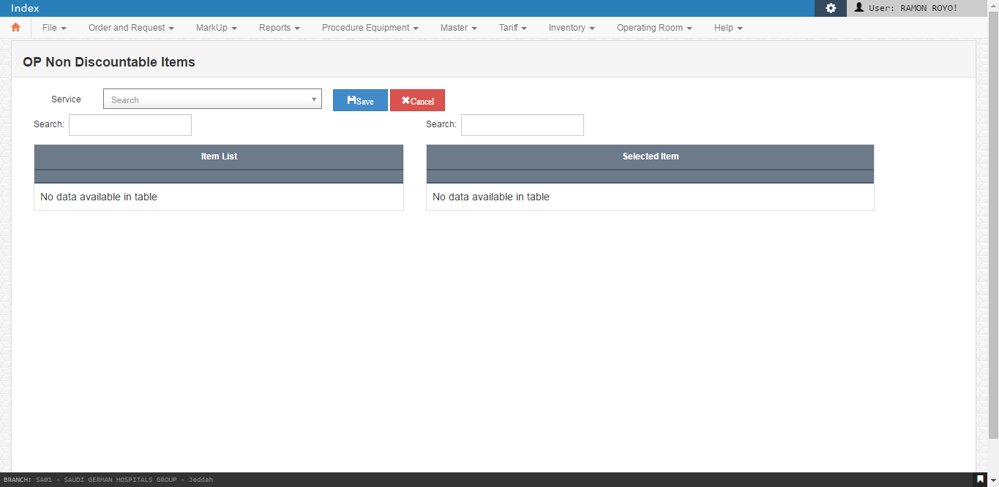 Index
User: RAMON ROYO!
File Order and Request MarkUp Reports Procedure Equipment Master Tariff Inventory Operating Room Help
OP Non Discountable Items
Service Search Save Cancel
Search: Search:
Item List Selected Item
No data available in table No data available in table
BRANCH: SA01 - SAUDI GERMAN HOSPITALS GROUP - Jeddah